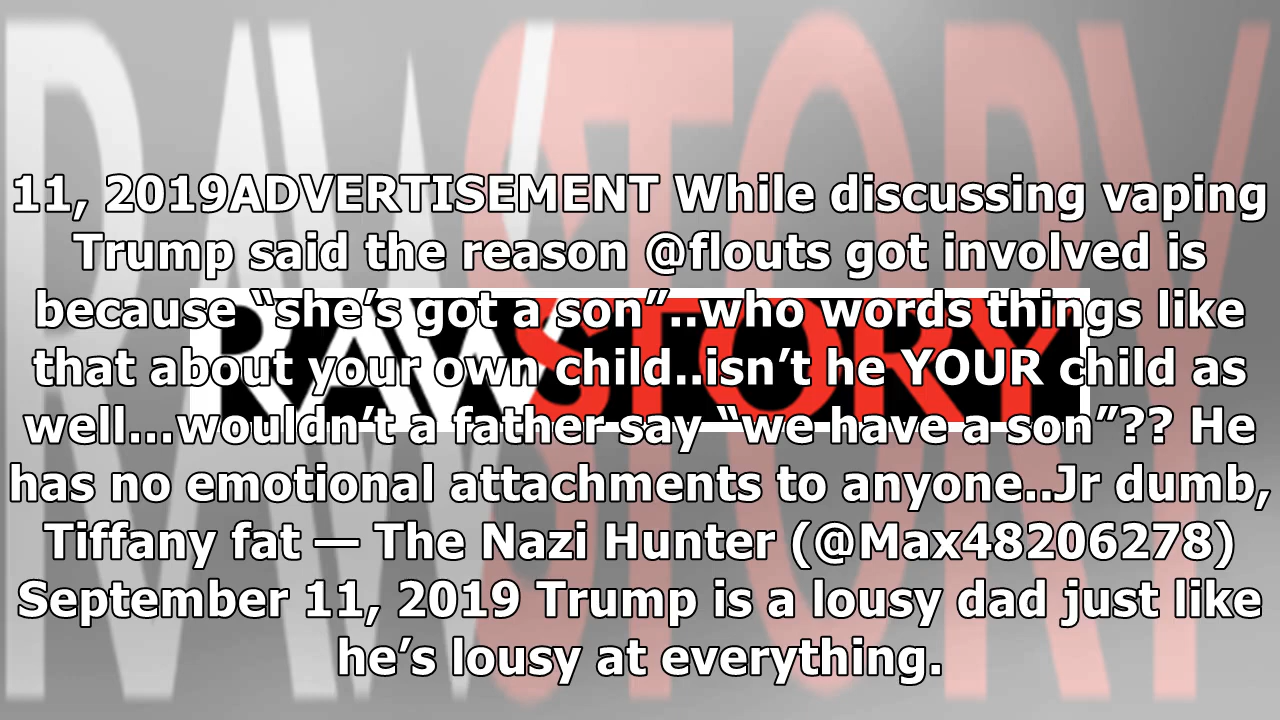 RAWSTORY
11, 2019ADVERTISEMENT While discussing vaping
Trump said the reason @flouts got involved is
because “she’s got a son”..who words things like
that about your own child..isn’t he YOUR child as
well...wouldn’t a father say “we have a son”?? He
has no emotional attachments to anyone..Jr dumb,
Tiffany fat — The Nazi Hunter (@Max48206278)
September 11, 2019 Trump is a lousy dad just like
he’s lousy at everything.
RAWSTORY